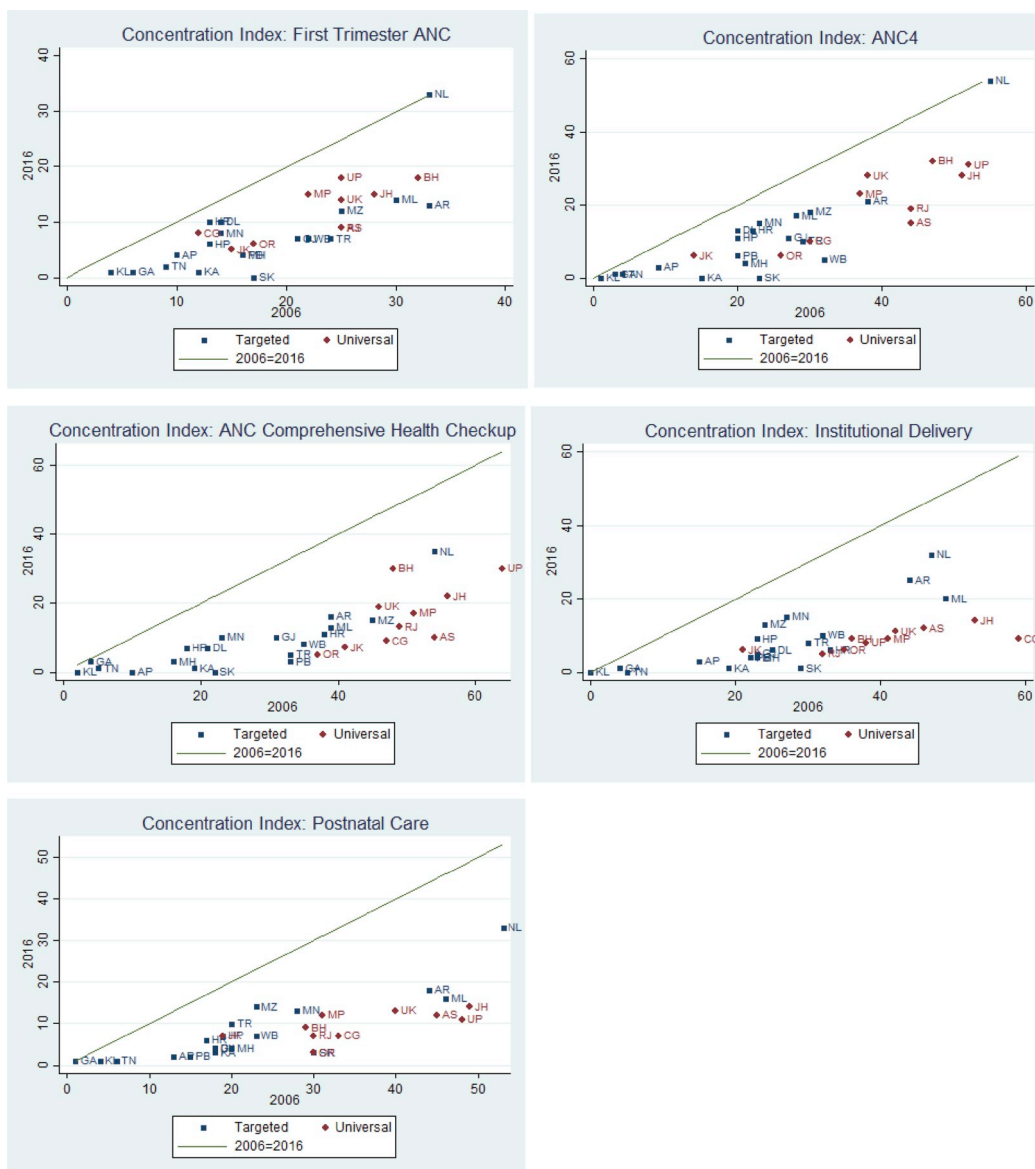 Concentration Index: First Trimester ANC
40
30
20
10
0
2016
NL
UP
BH
MP
JH
UK
ML
AR
MZ
DL
MN
CG
HP
OR
JK
WB
TR
AP
TN
KL
GA
KA
SK
0 10 20 30 40
2006
Targeted Universal
2006=2016
Concentration Index: ANC4
60
40
20
0
2016
NL
BH
UP
UK
JH
MP
AR
RJ
ML
MZ
AS
MN
DL
HR
HP
GJ
CG
JK
PB
OR
WB
MH
AP
KL
KA
SK
0 20 40 60
2006
Targeted Universal
2006=2016
Concentration Index: ANC Comprehensive Health Checkup
60
40
20
0
2016
NL
BH
UP
JH
UK
MP
AR
MZ
ML
RJ
HR
MN
GJ
AS
CG
WB
HP
DL
JK
TR
OR
GA
MH
PB
TN
KL
AP
KA
SK
0 20 40 60
2006
Targeted Universal
2006=2016
Concentration Index: Institutional Delivery
60
40
20
0
2016
NL
AR
ML
MN
JH
MZ
AS
UK
WB
HP
BH
MP
TR
UP
JK
DL
HR
OR
RJ
AP
GA
KA
SK
KL
TN
0 20 40 60
2006
Targeted Universal
2006=2016
Concentration Index: Postnatal Care
50
40
30
20
10
0
2016
NL
AR
ML
MZ
JH
MN
UK
MP
AS
UP
TR
BH
WB
RJ
CG
HP
HR
MH
KA
PB
GA
KL
TN
0 10 20 30 40 50
2006
Targeted Universal
2006=2016